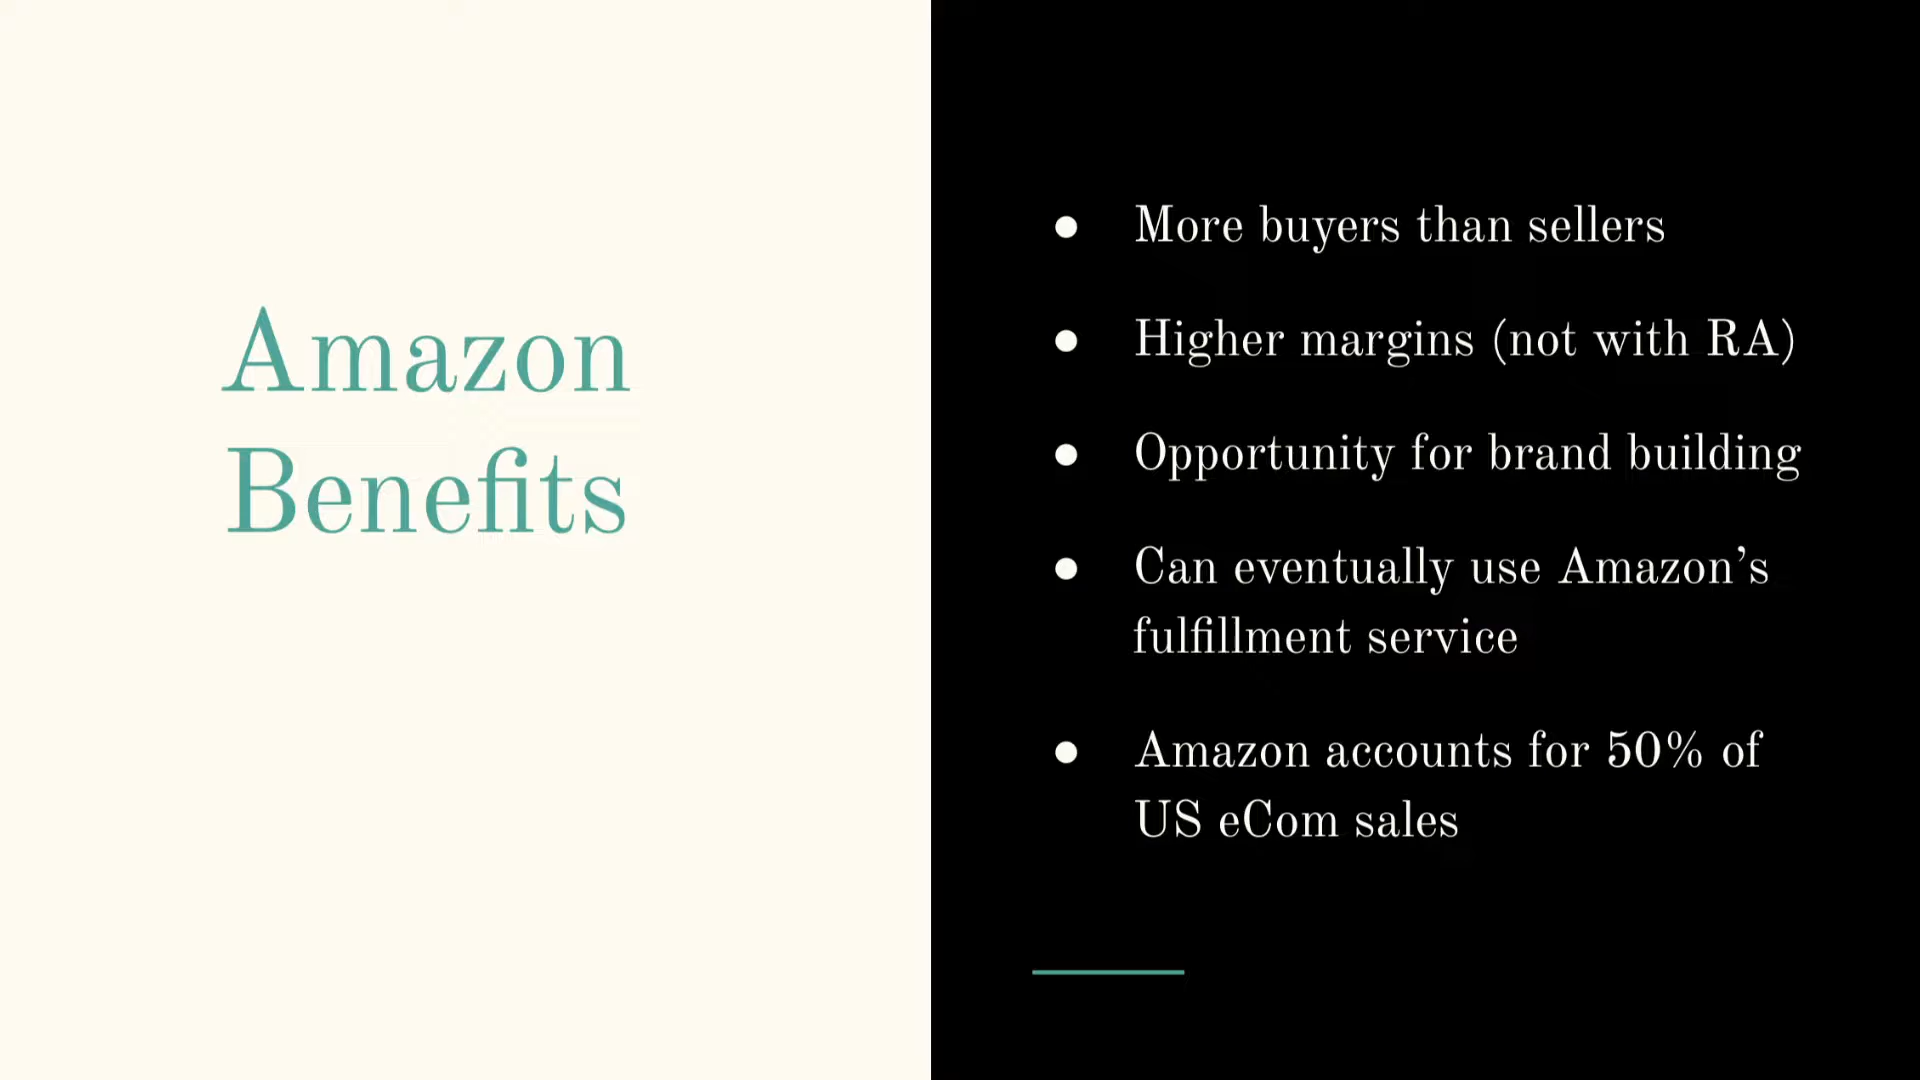 Amazon
Benefits
● More buyers than sellers
● Higher margins (not with RA)
● Opportunity for brand building
● Can eventually use Amazon’s
fulfillment service
● Amazon accounts for 50% of
US eCom sales